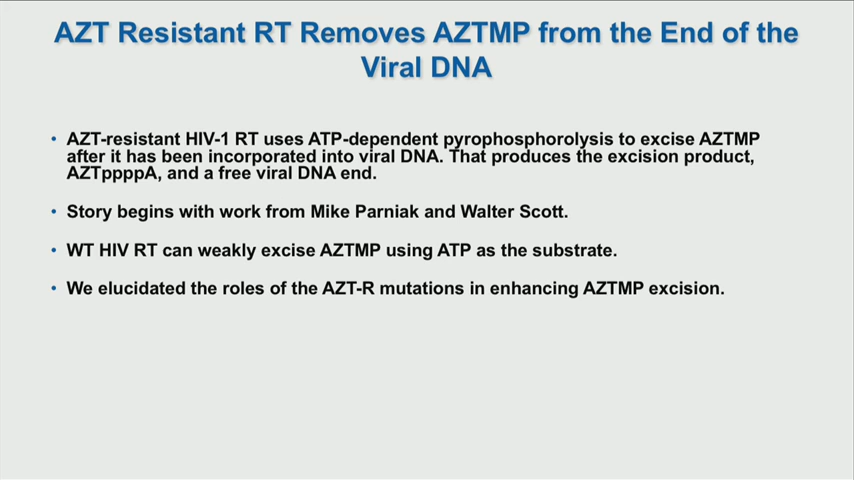 AZT Resistant RT Removes AZTMP from the End of the
Viral DNA
• AZT-resistant HIV-1 RT uses ATP-dependent pyrophosphorolysis to excise AZTMP
after it has been incorporated into viral DNA. That produces the excision product,
AZTppppA, and a free viral DNA end.
• Story begins with work from Mike Parniak and Walter Scott.
• WT HIV RT can weakly excise AZTMP using ATP as the substrate.
• We elucidated the roles of the AZT-R mutations in enhancing AZTMP excision.